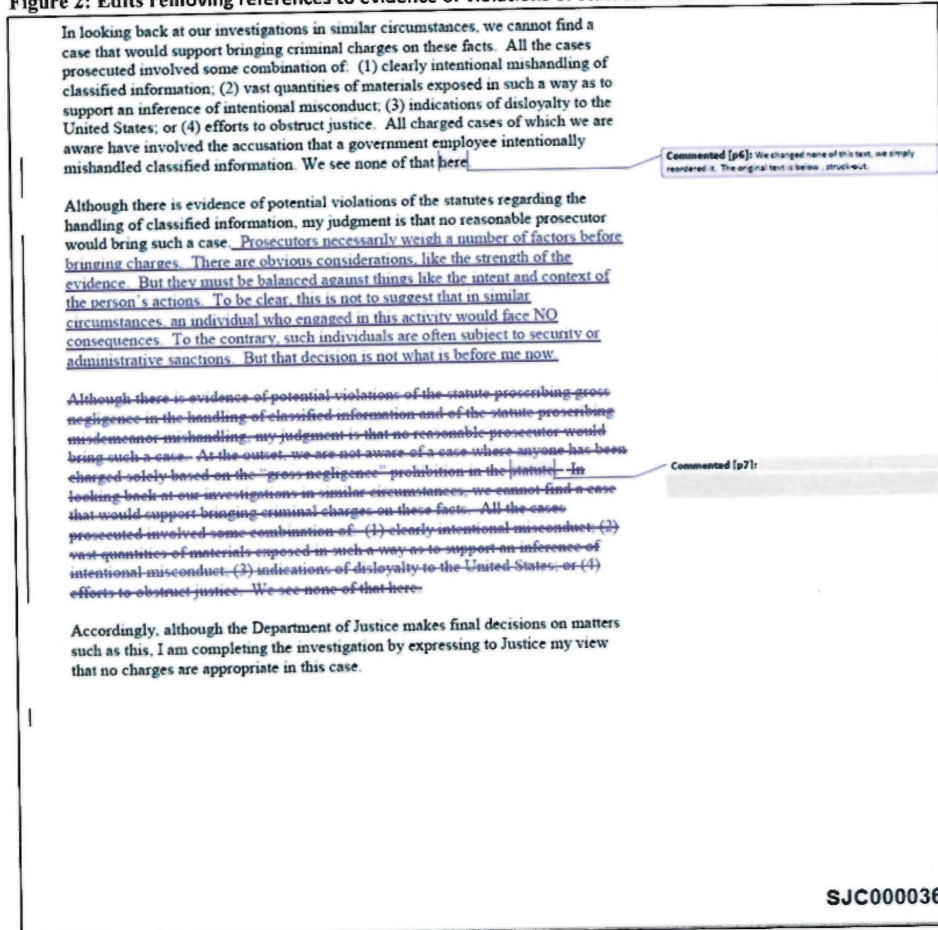 Figure 2: Edits removing references to evidence of violations of
In looking back at our investigations in similar circumstances, we cannot find a
case that would support bringing criminal charges on these facts. All the cases
prosecuted involved some combination of: (1) clearly intentional mishandling of
classified information; (2) vast quantities of materials exposed in such a way as to
support an inference of intentional misconduct; (3) indications of disloyalty to the
United States; or (4) efforts to obstruct justice. All charged cases of which we are
aware have involved the accusation that a government employee intentionally
mishandled classified information. We see none of that here.
Commented [p6]: We changed none of this text, we simply
reordered it. The original text is below, struck-out.
Although there is evidence of potential violations of the statutes regarding the
handling of classified information, my judgment is that no reasonable prosecutor
would bring such a case. Prosecutors necessarily weigh a number of factors before
bringing charges. There are obvious considerations, like the strength of the
evidence. But they must be balanced against things like the intent and context of
the person's actions. To be clear, this is not to suggest that in similar
circumstances, an individual who engaged in this activity would face NO
consequences. To the contrary, such individuals are often subject to security or
administrative sanctions. But that decision is not what is before me now.
Although there is evidence of potential violations of the statute proscribing gross
negligence in the handling of classified information and of the statute proscribing
misdemeanor mishandling, my judgment is that no reasonable prosecutor would
bring such a case. At the outset, we are not aware of a case where anyone has been
charged solely based on the "gross negligence" prohibition in the statute. In
looking back at our investigations in similar circumstances, we cannot find a case
that would support bringing criminal charges on these facts. All the cases
prosecuted involved some combination of: (1) clearly intentional misconduct; (2)
vast quantities of materials exposed in such a way as to support an inference of
intentional misconduct; (3) indications of disloyalty to the United States; or (4)
efforts to obstruct justice. We see none of that here.
Commented [p7]:
Accordingly, although the Department of Justice makes final decisions on matters
such as this, I am completing the investigation by expressing to Justice my view
that no charges are appropriate in this case.
SJC000036